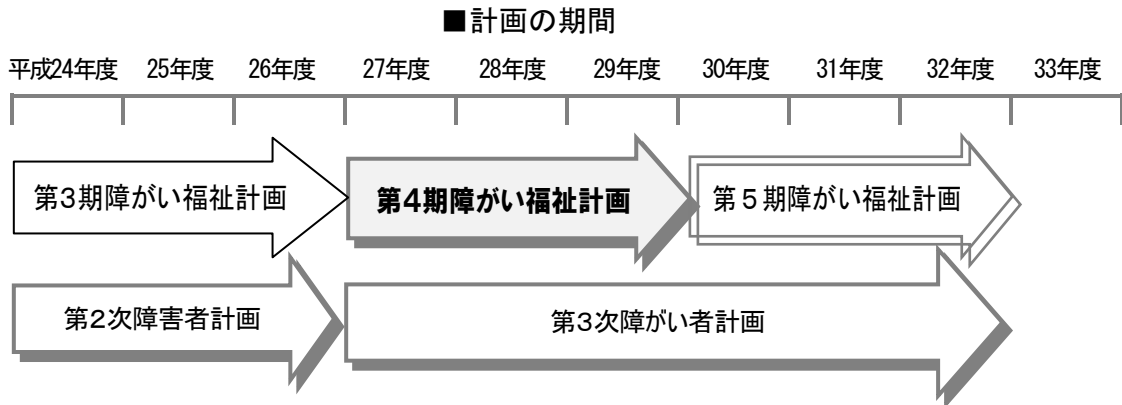 ■計画の期間
平成24年度 25年度 26年度 27年度 28年度 29年度 30年度 31年度 32年度 33年度
第3期障がい福祉計画 第4期障がい福祉計画 第５期障がい福祉計画
第2次障害者計画 第3次障がい者計画